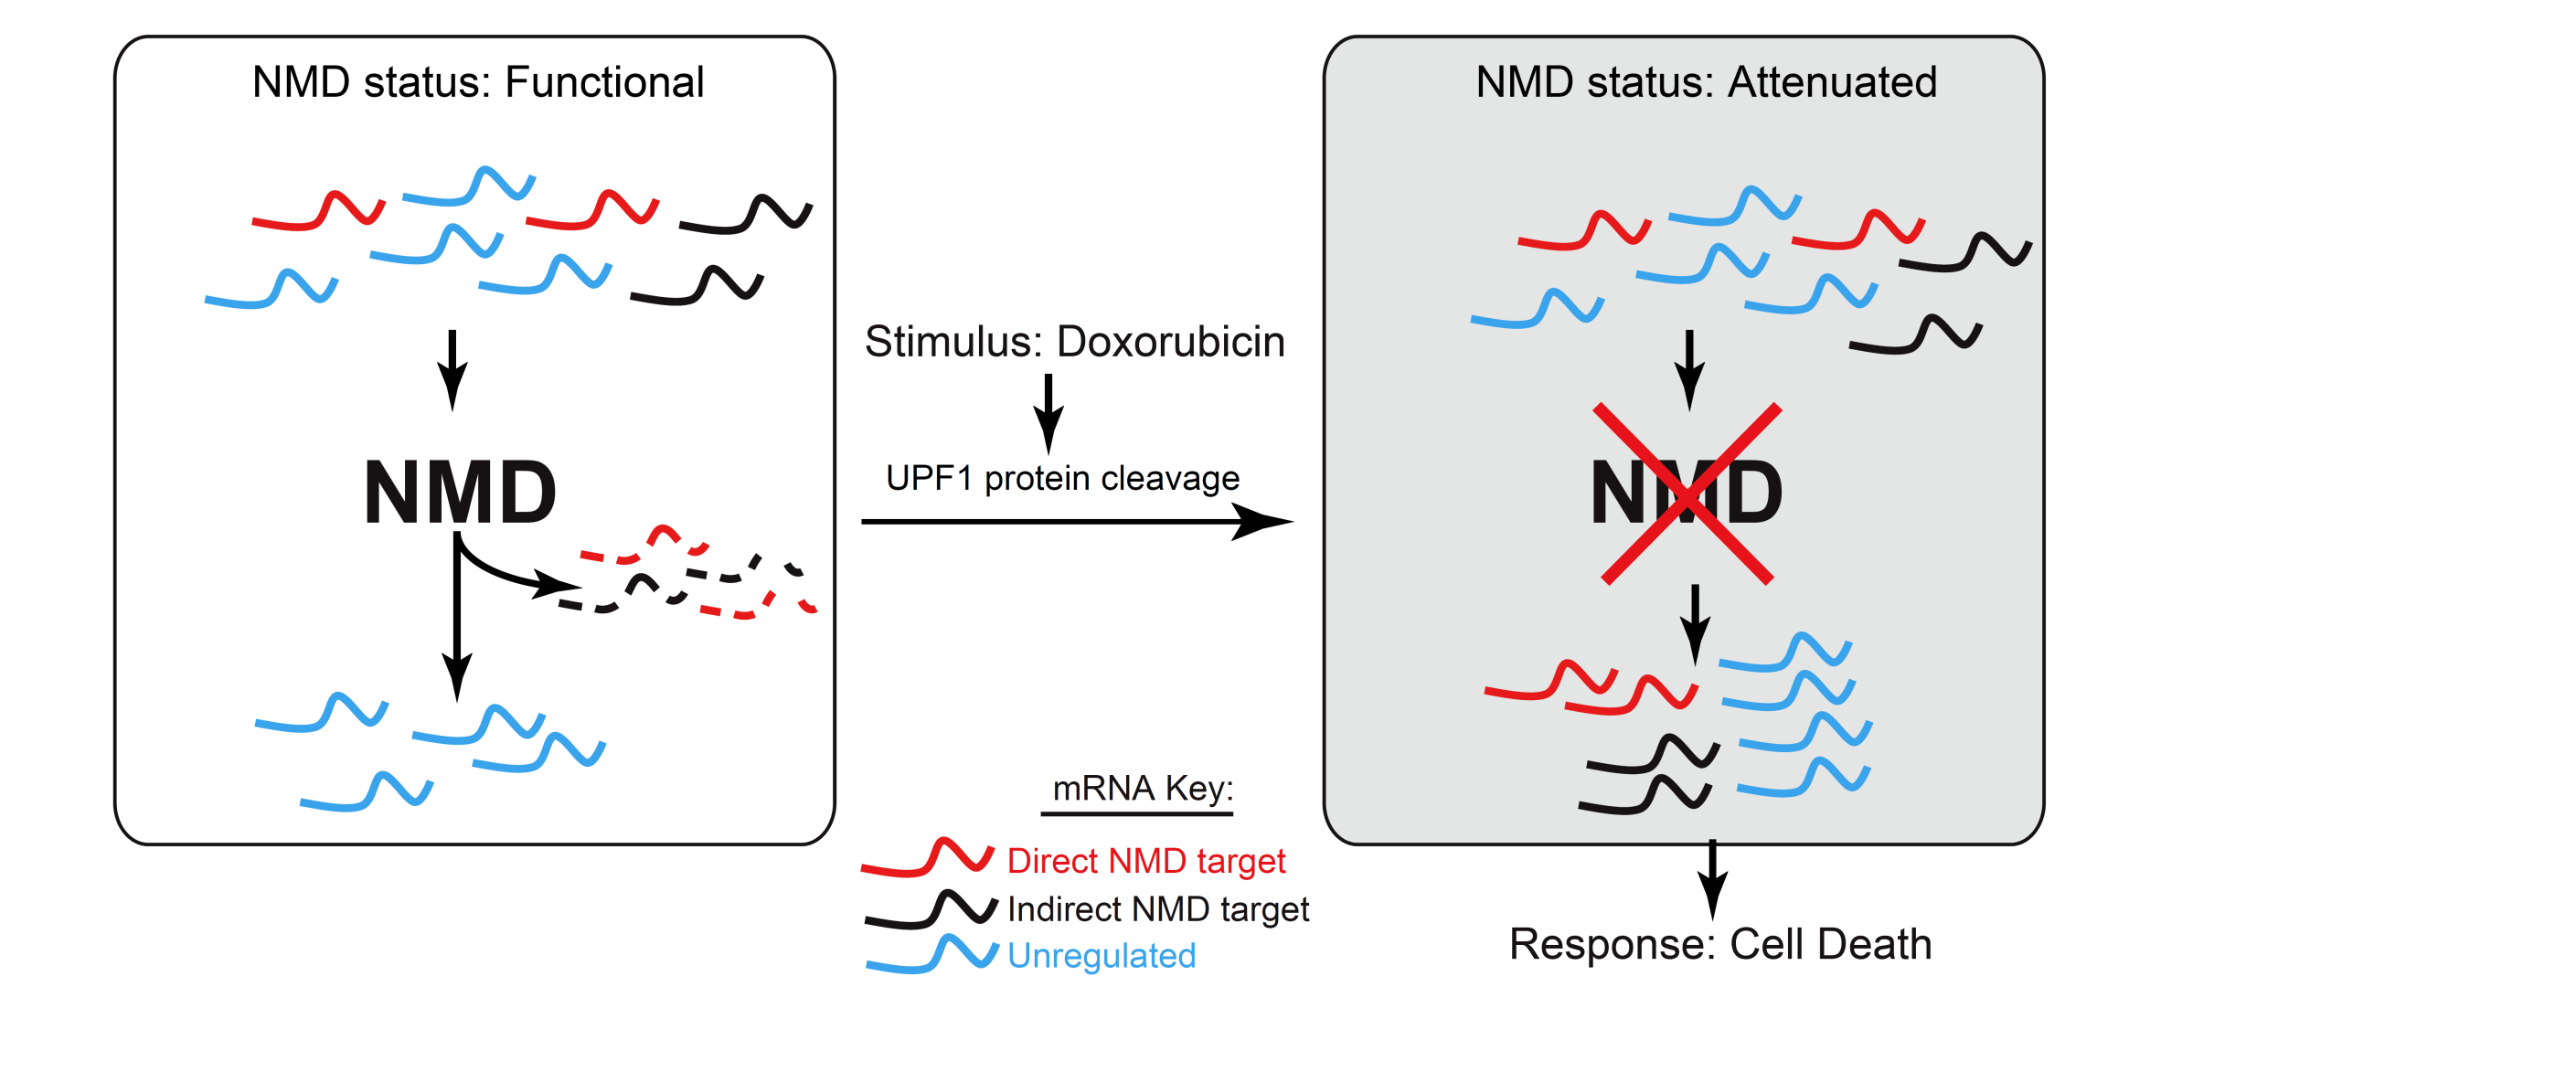 NMD status: Functional
NMD
Stimulus: Doxorubicin
UPF1 protein cleavage
mRNA Key:
Direct NMD target
Indirect NMD target
Unregulated
NMD status: Attenuated
NMD
Response: Cell Death